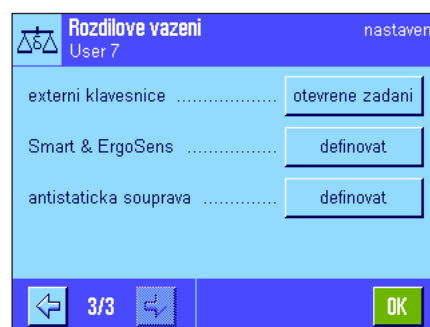 Rozdilove vazeni
nastaven
User 7
externi klavesnice .................. otevrene zadani
Smart & ErgoSens ................ definovat
antistaticka souprava ............. definovat
3/3
OK